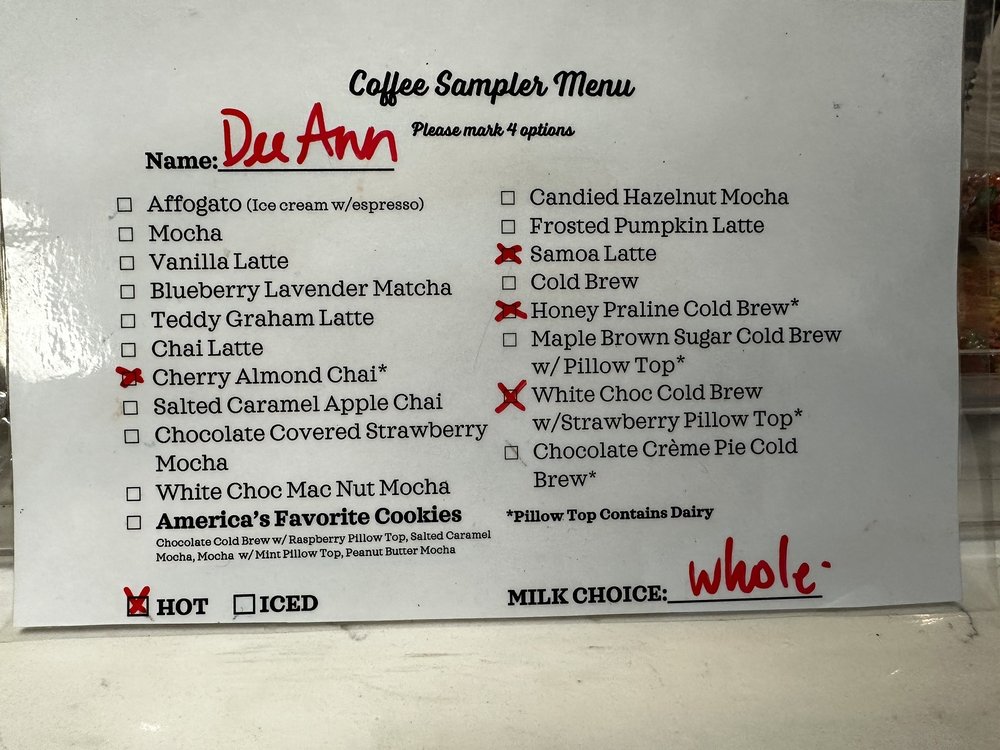 Coffee Sampler Menu
Please mark 4 options
Name: Dee Ann
Affogato (Ice cream w/espresso)
Mocha
Vanilla Latte
Blueberry Lavender Matcha
Teddy Graham Latte
Chai Latte
Cherry Almond Chai*
Salted Caramel Apple Chai
Chocolate Covered Strawberry
Mocha
White Choc Mac Nut Mocha
America's Favorite Cookies
Chocolate Cold Brew w/ Raspberry Pillow Top, Salted Caramel
Mocha, Mocha w/ Mint Pillow Top, Peanut Butter Mocha
HOT ICED
Candied Hazelnut Mocha
Frosted Pumpkin Latte
Samoa Latte
Cold Brew
Honey Praline Cold Brew*
Maple Brown Sugar Cold Brew
w/ Pillow Top*
White Choc Cold Brew
w/Strawberry Pillow Top*
Chocolate Crème Pie Cold
Brew*
*Pillow Top Contains Dairy
MILK CHOICE: whole.